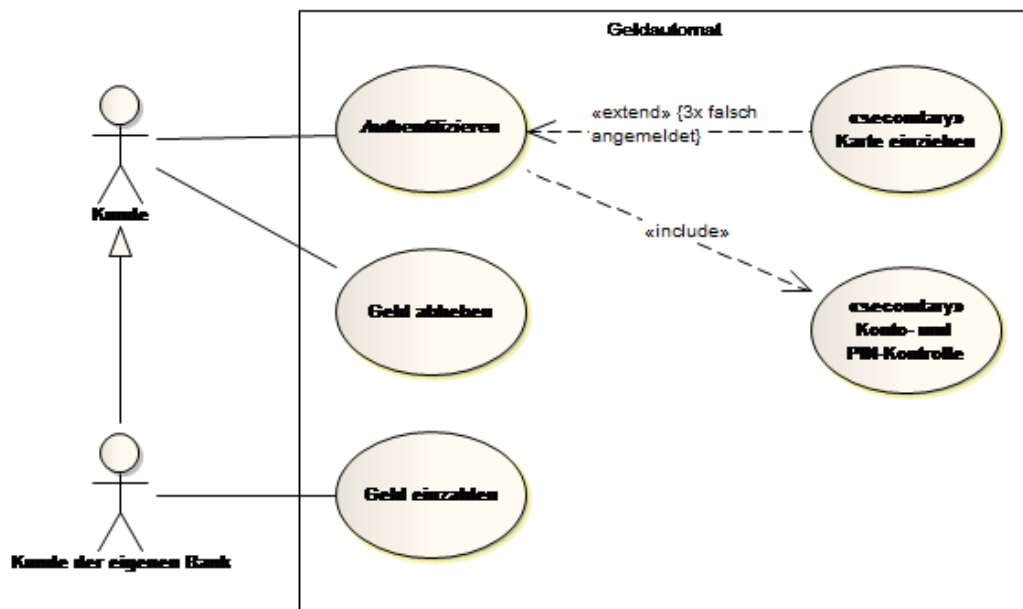 Geldautomat
Authentifizieren
«extend» {3x falsch
angemeldet}
«secondary»
Karte einziehen
Kunde
«include»
Geld abheben
«secondary»
Konto- und
PIN-Kontrolle
Geld einzahlen
Kunde der eigenen Bank